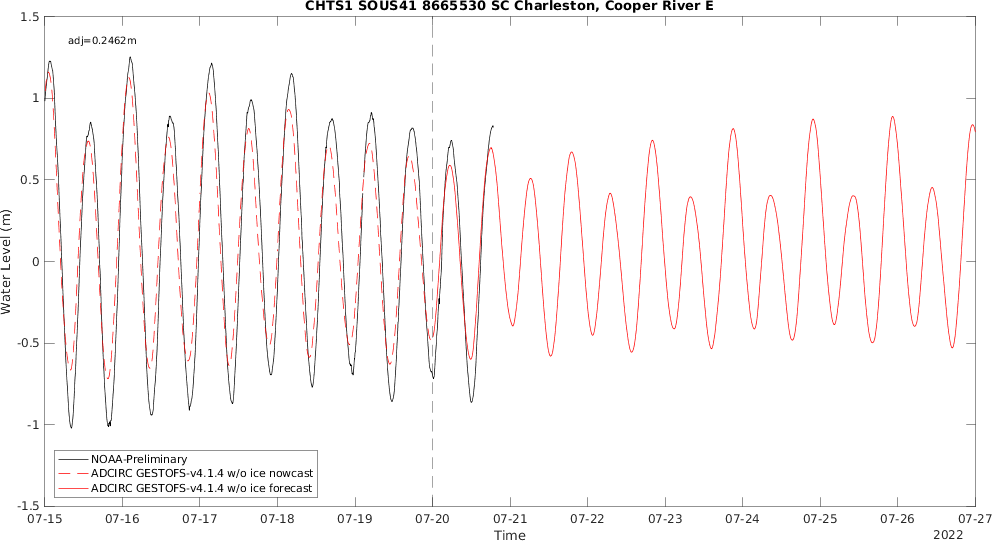 CHTS1 SOUS41 8665530 SC Charleston, Cooper River E
adj=0.2462m
1.5
1
0.5
0
-0.5
-1
-1.5
Water Level (m)
NOAA-Preliminary
ADCIRC GESTOFS-v4.1.4 w/o ice nowcast
ADCIRC GESTOFS-v4.1.4 w/o ice forecast
07-15 07-16 07-17 07-18 07-19 07-20 07-21 07-22 07-23 07-24 07-25 07-26 07-27
Time
2022